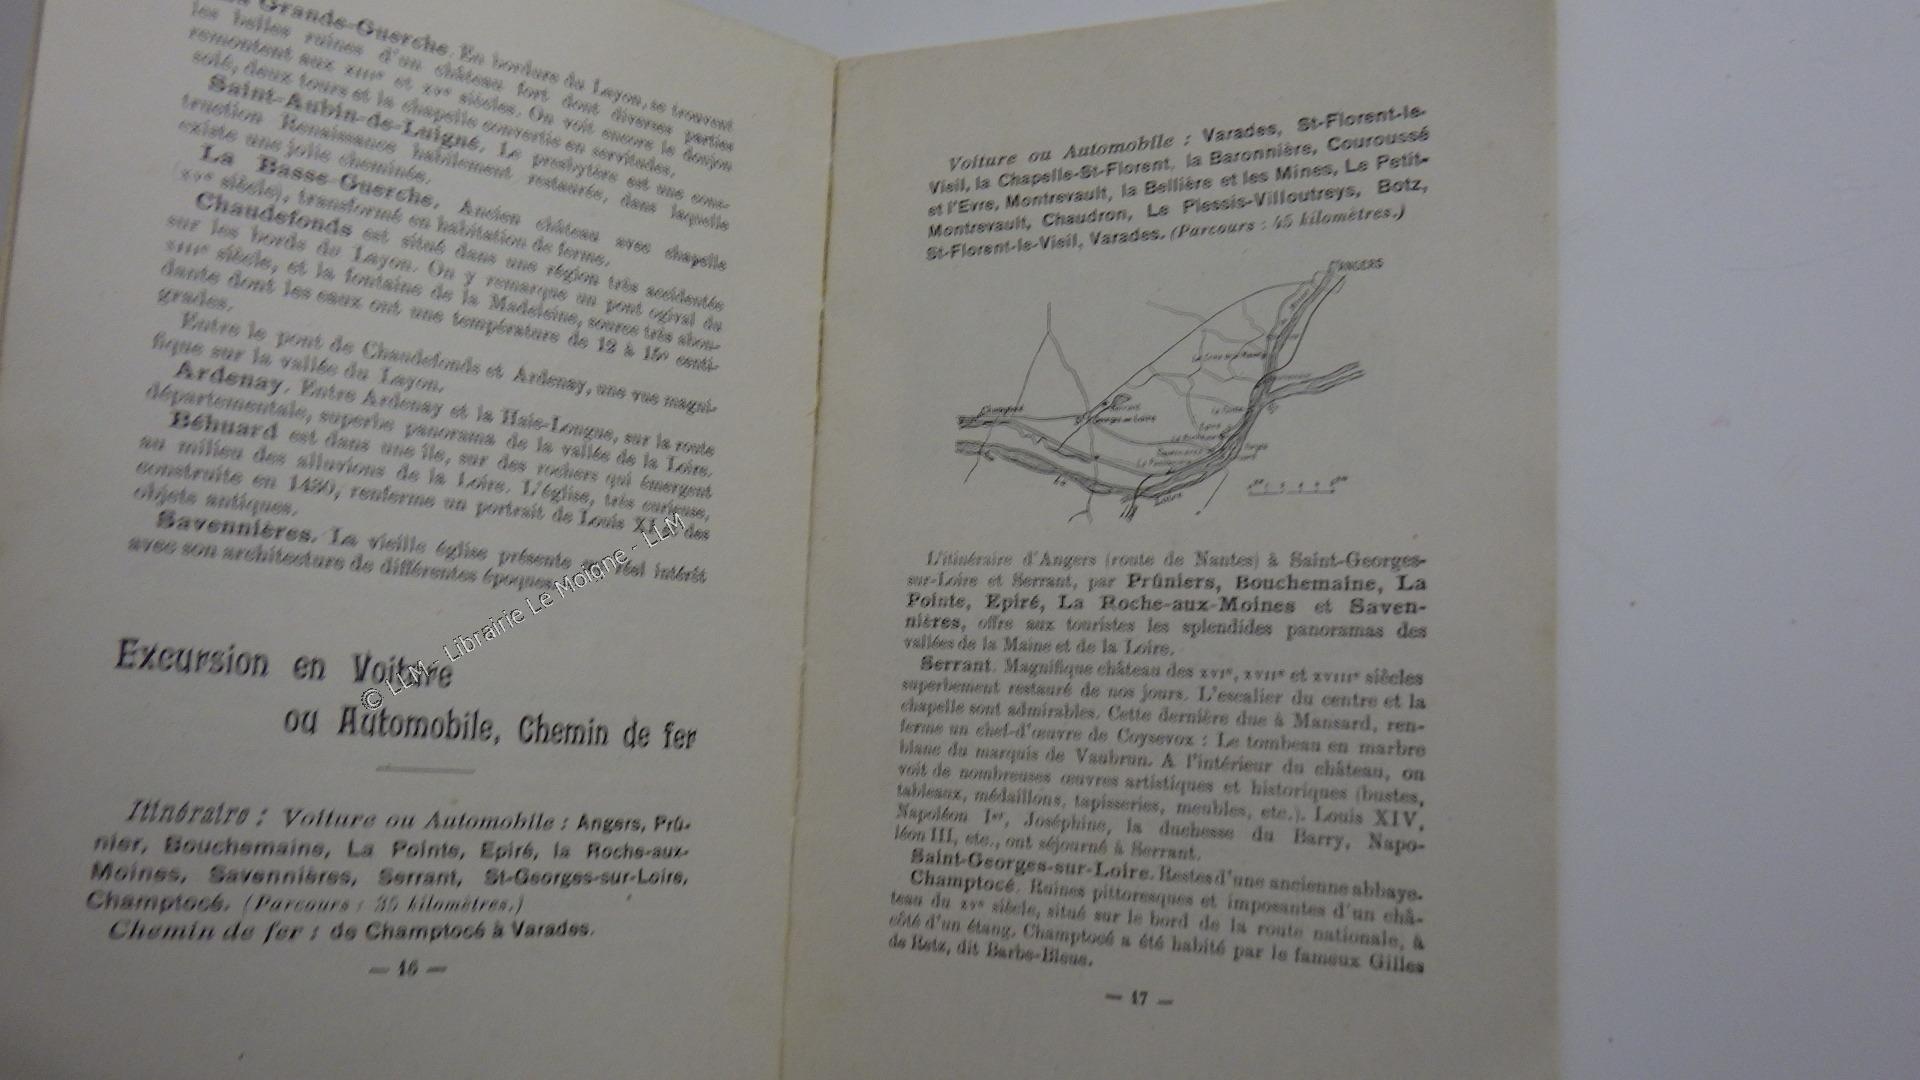 La Grande-Guerche. En bordure du Layon, se trouvent
les belles ruines d'un château fort dont diverses parties
remontent aux XIIIe et XVe siècles. On voit encore le donjon
solé, deux tours et la chapelle convertie en servitudes.
Saint-Aubin-de-Luigné. Le presbytère est une cons-
truction Renaissance habilement restaurée, dans laquelle
existe une jolie cheminée.
La Basse-Guerche. Ancien château avec chapelle
(XVe siècle), transformé en habitation de ferme.
Chaudefonds est situé dans une région très accidentée
sur les bords du Layon. On y remarque un pont ogival du
XIIIe siècle, et la fontaine de la Madeleine, source très abon-
dante dont les eaux ont une température de 12 à 15° centi-
grades.
Entre le pont de Chaudefonds et Ardenay, une vue magni-
fique sur la vallée du Layon.
Ardenay. Entre Ardenay et la Haie-Longue, sur la route
départementale, superbe panorama de la vallée de la Loire.
Béhuard est dans une île, sur des rochers qui émergent
au milieu des alluvions de la Loire. L'église, très curieuse,
construite en 1430, renferme un portrait de Louis XI, des
objets antiques.
Savennières. La vieille église présente un réel intérêt
avec son architecture de différentes époques.
Excursion en Voiture
ou Automobile, Chemin de fer
Itinéraire : Voiture ou Automobile : Angers, Prû-
nier, Bouchemaine, La Pointe, Epiré, la Roche-aux-
Moines, Savennières, Serrant, St-Georges-sur-Loire,
Champtocé. (Parcours : 35 kilomètres.)
Chemin de fer : de Champtocé à Varades.
— 16 —
© LLM - Librairie Le Moigne - LLM
Voiture ou Automobile : Varades, St-Florent-le-
Vieil, la Chapelle-St-Florent, la Baronnière, Couroussé
et l'Evre, Montrevault, la Bellière et les Mines, Le Petit-
Montrevault, Chaudron, Le Plessis-Villoutreys, Botz,
St-Florent-le-Vieil, Varades. (Parcours : 45 kilomètres.)
ANGERS
Champtocé
St Georges sur Loire
La Pointe
Epiré
Savennières
Loire
L'itinéraire d'Angers (route de Nantes) à Saint-Georges-
sur-Loire et Serrant, par Prûniers, Bouchemaine, La
Pointe, Epiré, La Roche-aux-Moines et Saven-
nières, offre aux touristes les splendides panoramas des
vallées de la Maine et de la Loire.
Serrant. Magnifique château des XVIe, XVIIe et XVIIIe siècles
superbement restauré de nos jours. L'escalier du centre et la
chapelle sont admirables. Cette dernière due à Mansard, ren-
ferme un chef-d'œuvre de Coysevox : Le tombeau en marbre
blanc du marquis de Vaubrun. A l'intérieur du château, on
voit de nombreuses œuvres artistiques et historiques (bustes,
tableaux, médaillons, tapisseries, meubles, etc.). Louis XIV,
Napoléon Ier, Joséphine, la duchesse du Barry, Napo-
léon III, etc., ont séjourné à Serrant.
Saint-Georges-sur-Loire. Restes d'une ancienne abbaye.
Champtocé. Ruines pittoresques et imposantes d'un châ-
teau du XVe siècle, situé sur le bord de la route nationale, à
côté d'un étang. Champtocé a été habité par le fameux Gilles
de Retz, dit Barbe-Bleue.
— 17 —